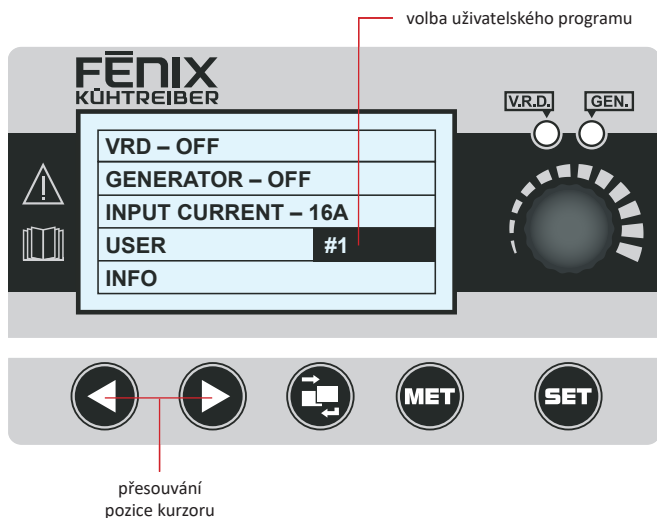 volba uživatelského programu
FĒNIX
KÜHTREIBER
V.R.D. GEN.
VRD – OFF
GENERATOR – OFF
INPUT CURRENT – 16A
USER #1
INFO
MET SET
přesouvání
pozice kurzoru